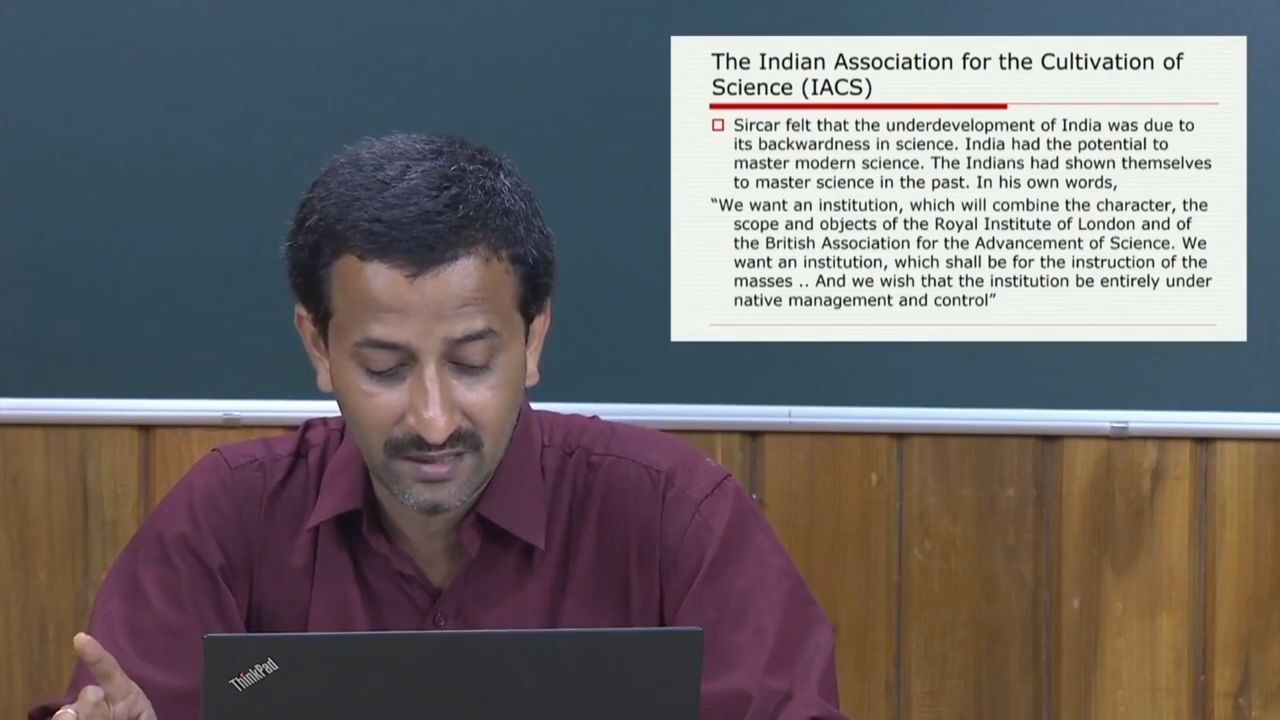 The Indian Association for the Cultivation of
Science (IACS)
Sircar felt that the underdevelopment of India was due to
its backwardness in science. India had the potential to
master modern science. The Indians had shown themselves
to master science in the past. In his own words,
“We want an institution, which will combine the character, the
scope and objects of the Royal Institute of London and of
the British Association for the Advancement of Science. We
want an institution, which shall be for the instruction of the
masses .. And we wish that the institution be entirely under
native management and control”
ThinkPad